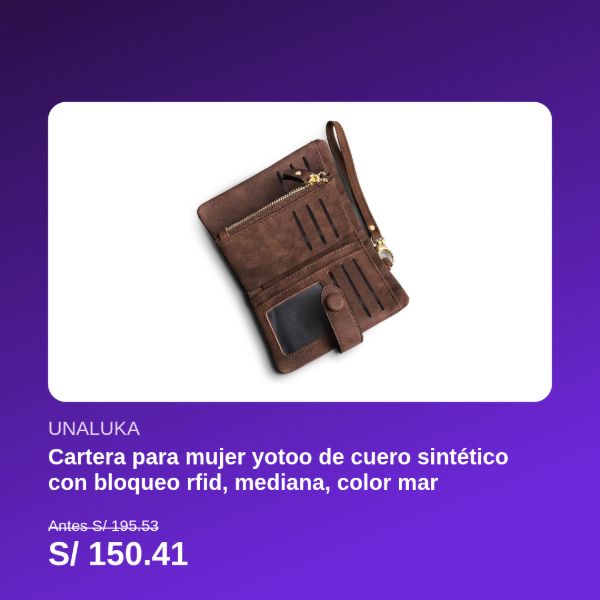 UNALUKA
Cartera para mujer yotoo de cuero sintético
con bloqueo rfid, mediana, color mar
Antes S/ 195.53
S/ 150.41